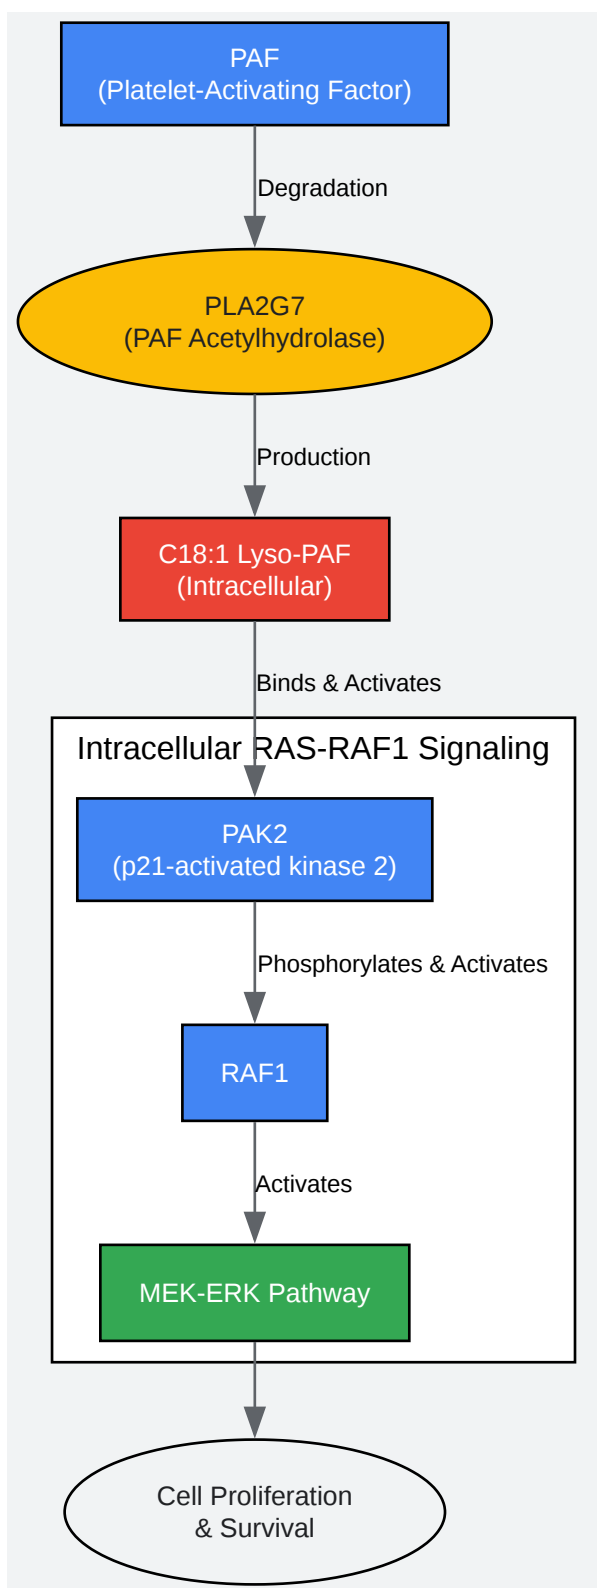 PAF
(Platelet-Activating Factor)
Degradation
PLA2G7
(PAF Acetylhydrolase)
Production
C18:1 Lyso-PAF
(Intracellular)
Binds & Activates
Intracellular RAS-RAF1 Signaling
PAK2
(p21-activated kinase 2)
Phosphorylates & Activates
RAF1
Activates
MEK-ERK Pathway
Cell Proliferation
& Survival